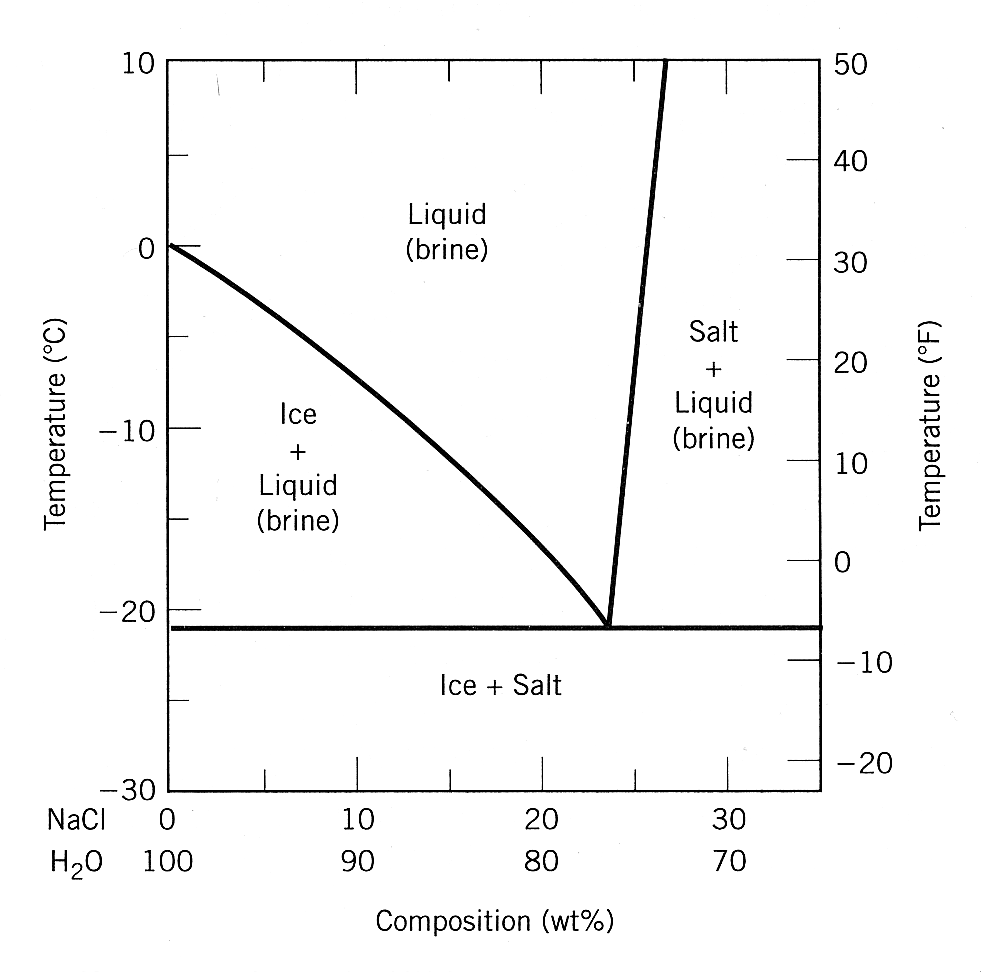 10
0
−10
−20
−30
Temperature (°C)
50
40
30
20
10
0
−10
−20
Temperature (°F)
Liquid
(brine)
Ice
+
Liquid
(brine)
Salt
+
Liquid
(brine)
Ice + Salt
NaCl 0 10 20 30
H₂O 100 90 80 70
Composition (wt%)